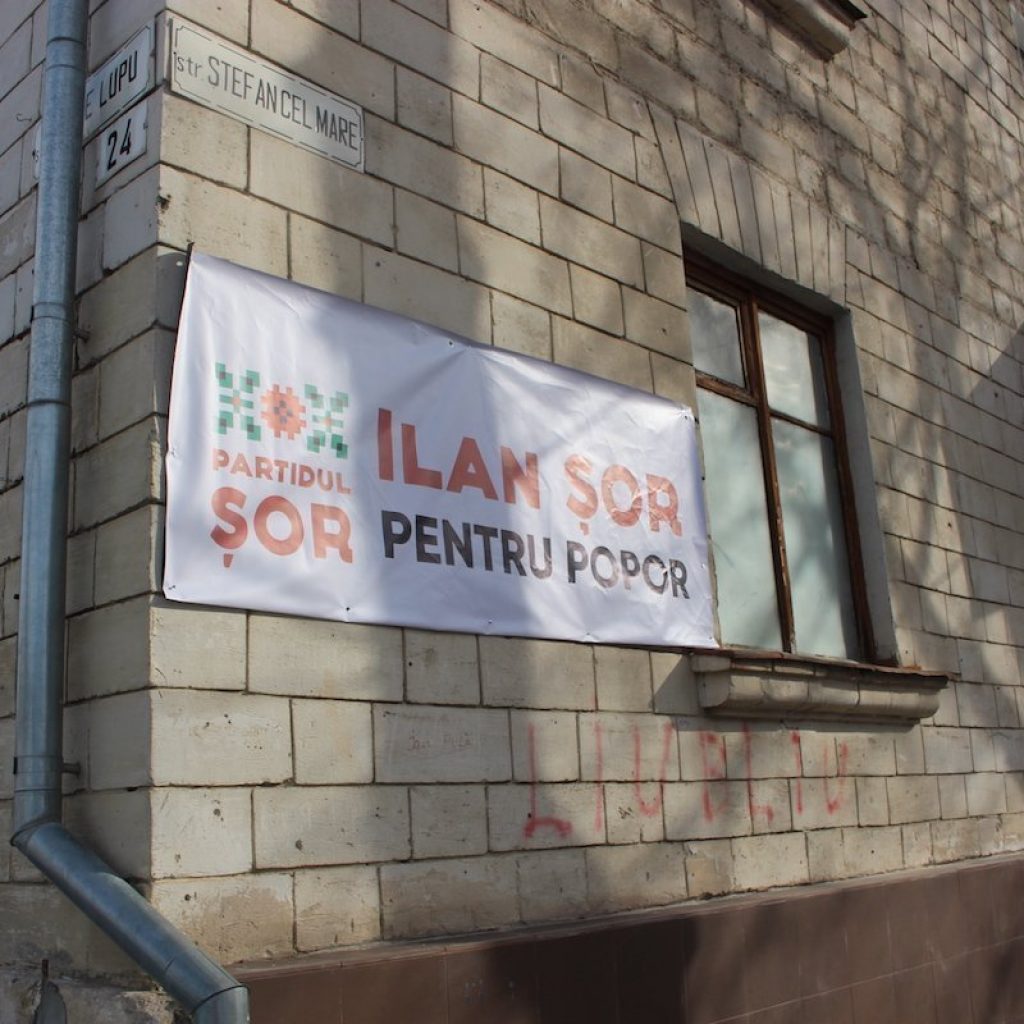 E LUPU
24
str STEFAN CEL MARE
PARTIDUL
ȘOR
ILAN ȘOR
PENTRU POPOR
LIUBLIU